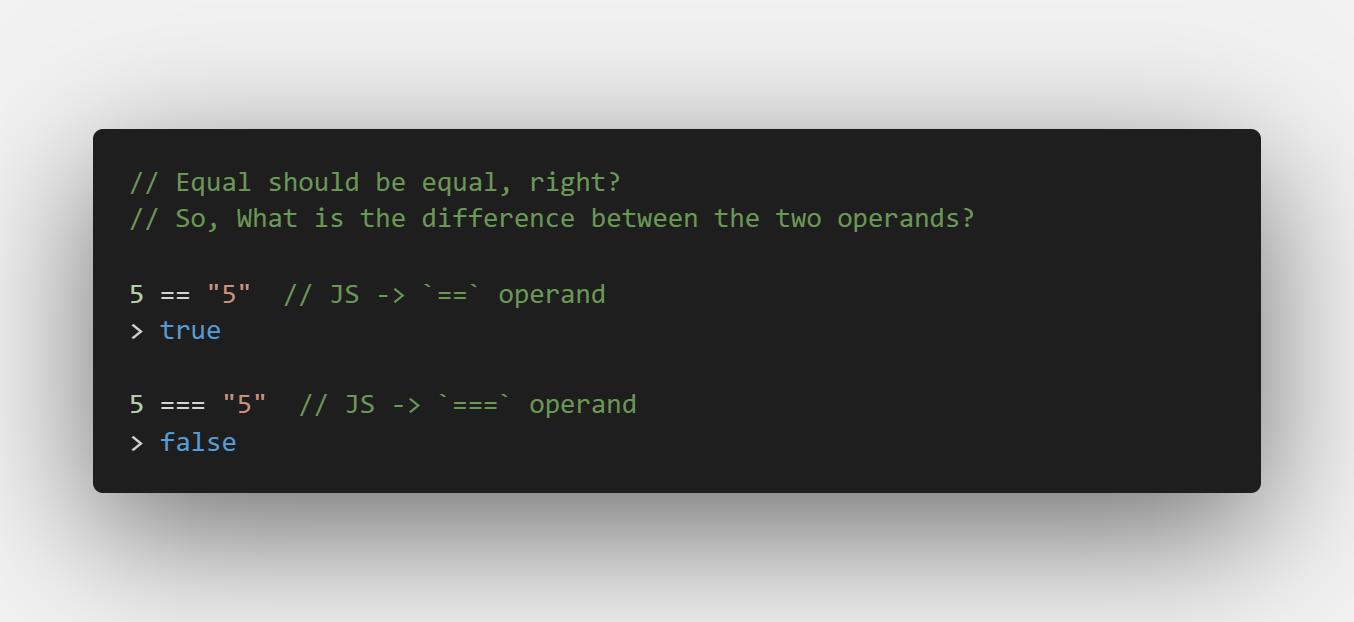 // Equal should be equal, right?
// So, What is the difference between the two operands?
5 == "5"  // JS -> `==` operand
> true
5 === "5"  // JS -> `===` operand
> false